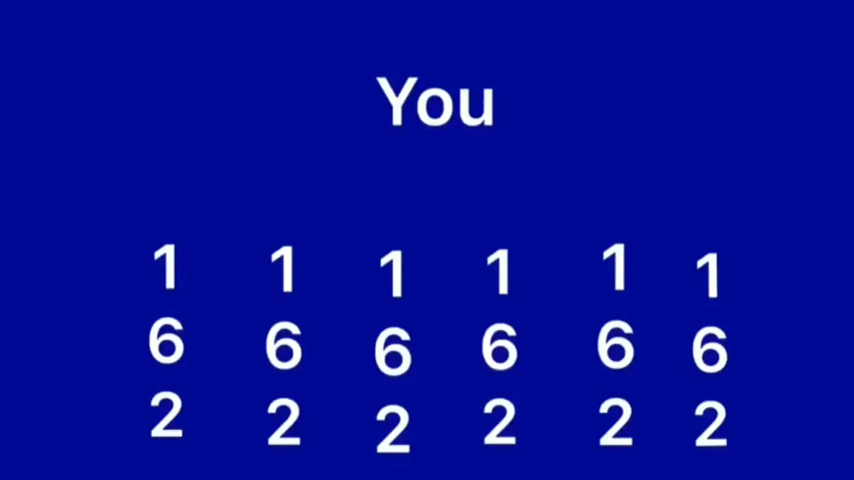 You
1 1 1 1 1 1
6 6 6 6 6 6
2 2 2 2 2 2